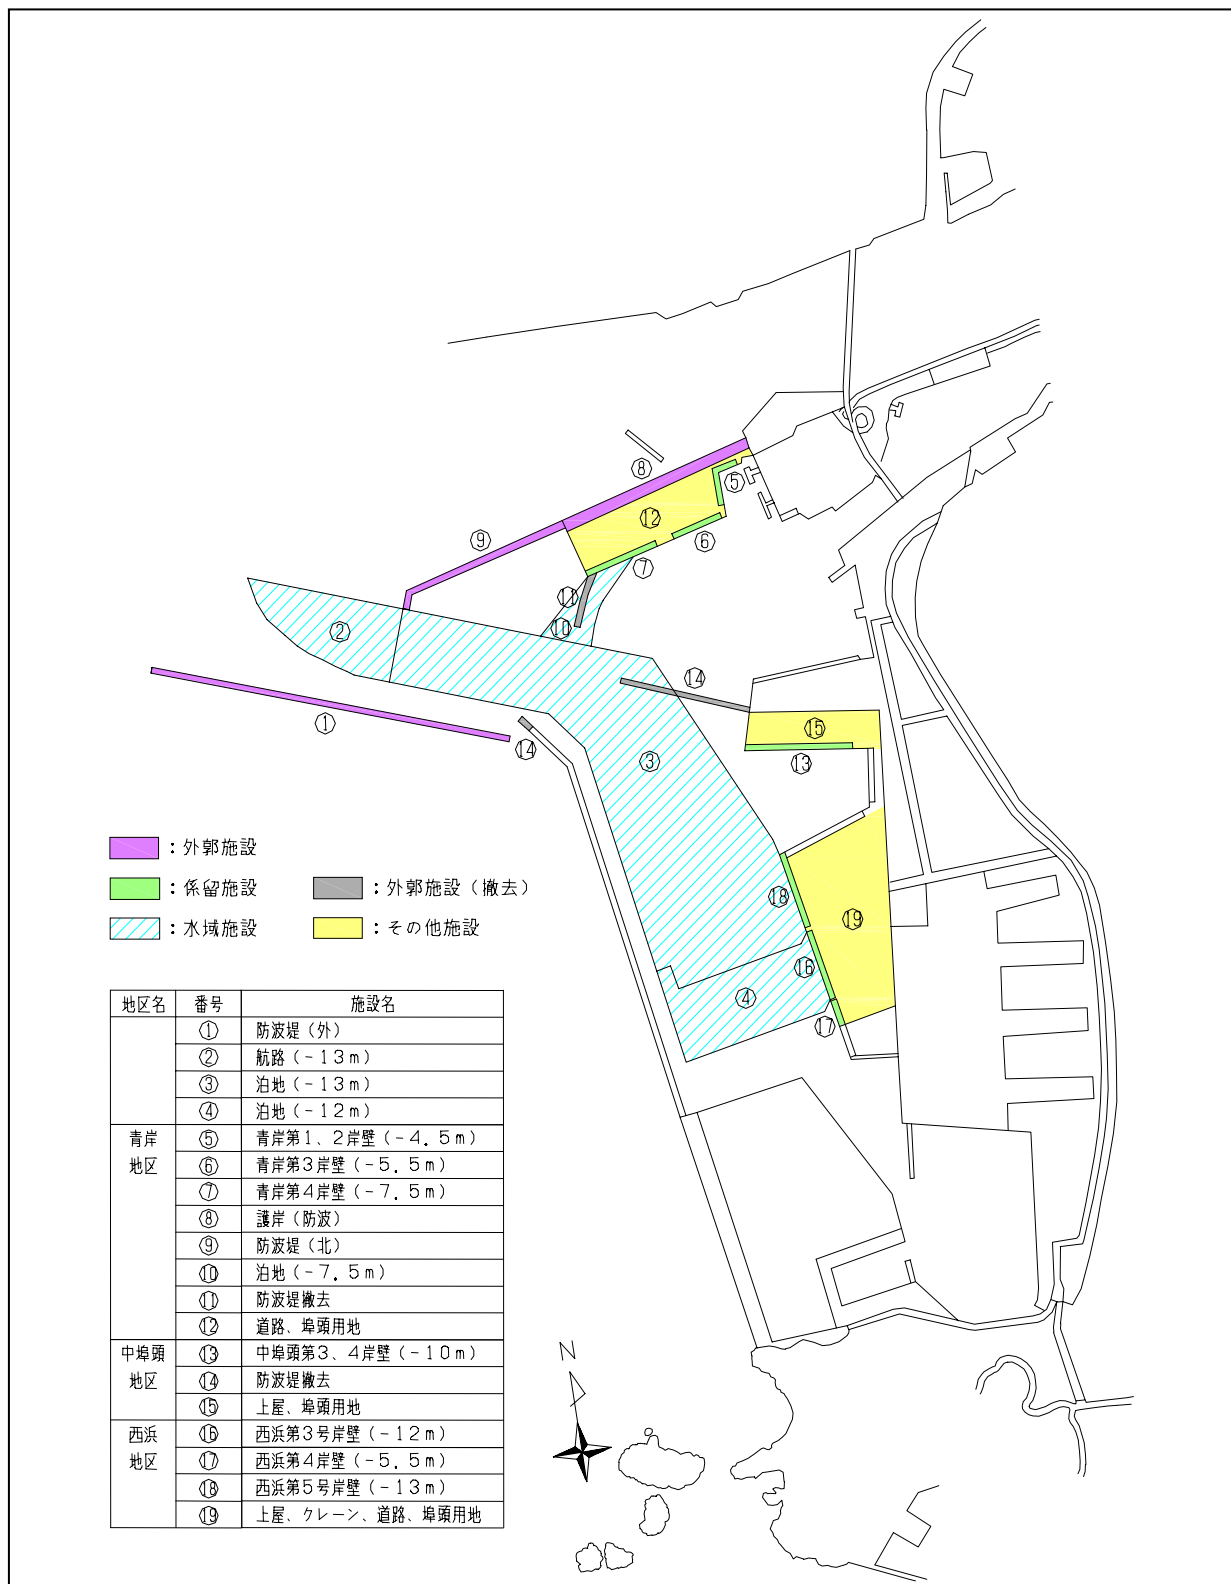 ⑧
⑤
⑫
⑨
⑥
⑦
⑪
⑩
②
⑭
①
⑭
③
⑮
⑬
：外郭施設
：係留施設
：外郭施設（撤去）
：水域施設
：その他施設
⑱
⑲
⑯
④
⑰
地区名 番号 施設名
① 防波堤（外）
② 航路（-13m）
③ 泊地（-13m）
④ 泊地（-12m）
青岸 ⑤ 青岸第1、2岸壁（-4．5m）
地区 ⑥ 青岸第3岸壁（-5．5m）
⑦ 青岸第4岸壁（-7．5m）
⑧ 護岸（防波）
⑨ 防波堤（北）
⑩ 泊地（-7．5m）
⑪ 防波堤撤去
⑫ 道路、埠頭用地
中埠頭 ⑬ 中埠頭第3、4岸壁（-10m）
地区 ⑭ 防波堤撤去
⑮ 上屋、埠頭用地
西浜 ⑯ 西浜第3号岸壁（-12m）
地区 ⑰ 西浜第4岸壁（-5．5m）
⑱ 西浜第5号岸壁（-13m）
⑲ 上屋、クレーン、道路、埠頭用地
N